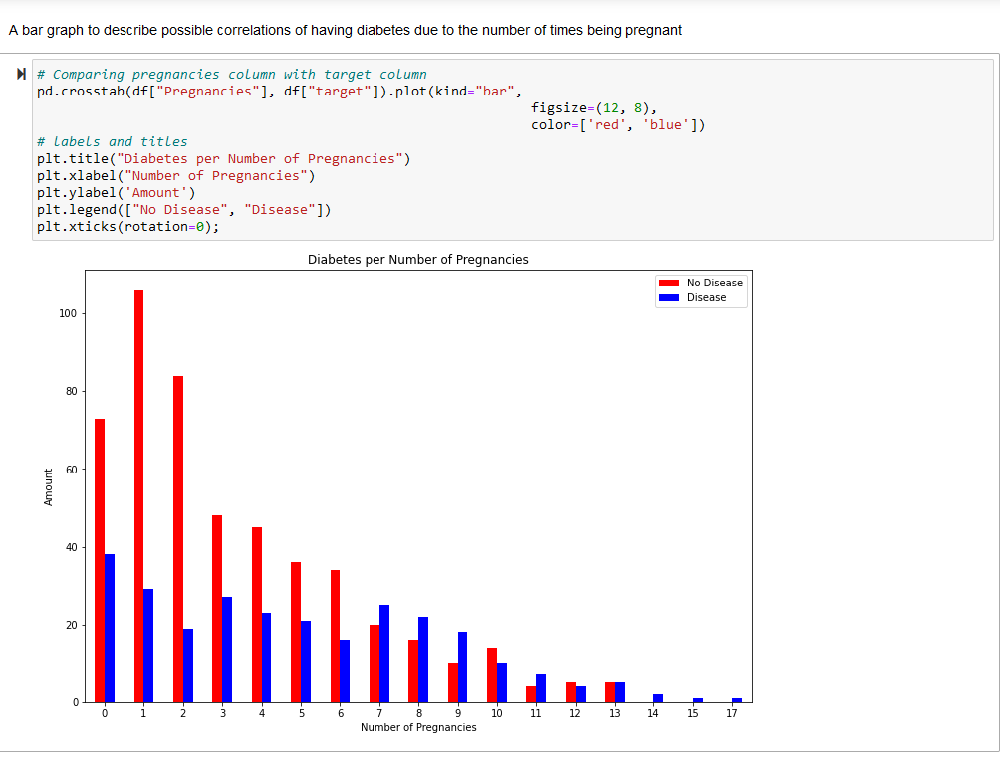 A bar graph to describe possible correlations of having diabetes due to the number of times being pregnant
# Comparing pregnancies column with target column
pd.crosstab(df["Pregnancies"], df["target"]).plot(kind="bar",
figsize=(12, 8),
color=['red', 'blue'])
# labels and titles
plt.title("Diabetes per Number of Pregnancies")
plt.xlabel("Number of Pregnancies")
plt.ylabel('Amount')
plt.legend(["No Disease", "Disease"])
plt.xticks(rotation=0);
Diabetes per Number of Pregnancies
No Disease
Disease
100
80
60
40
20
0
Amount
0 1 2 3 4 5 6 7 8 9 10 11 12 13 14 15 17
Number of Pregnancies